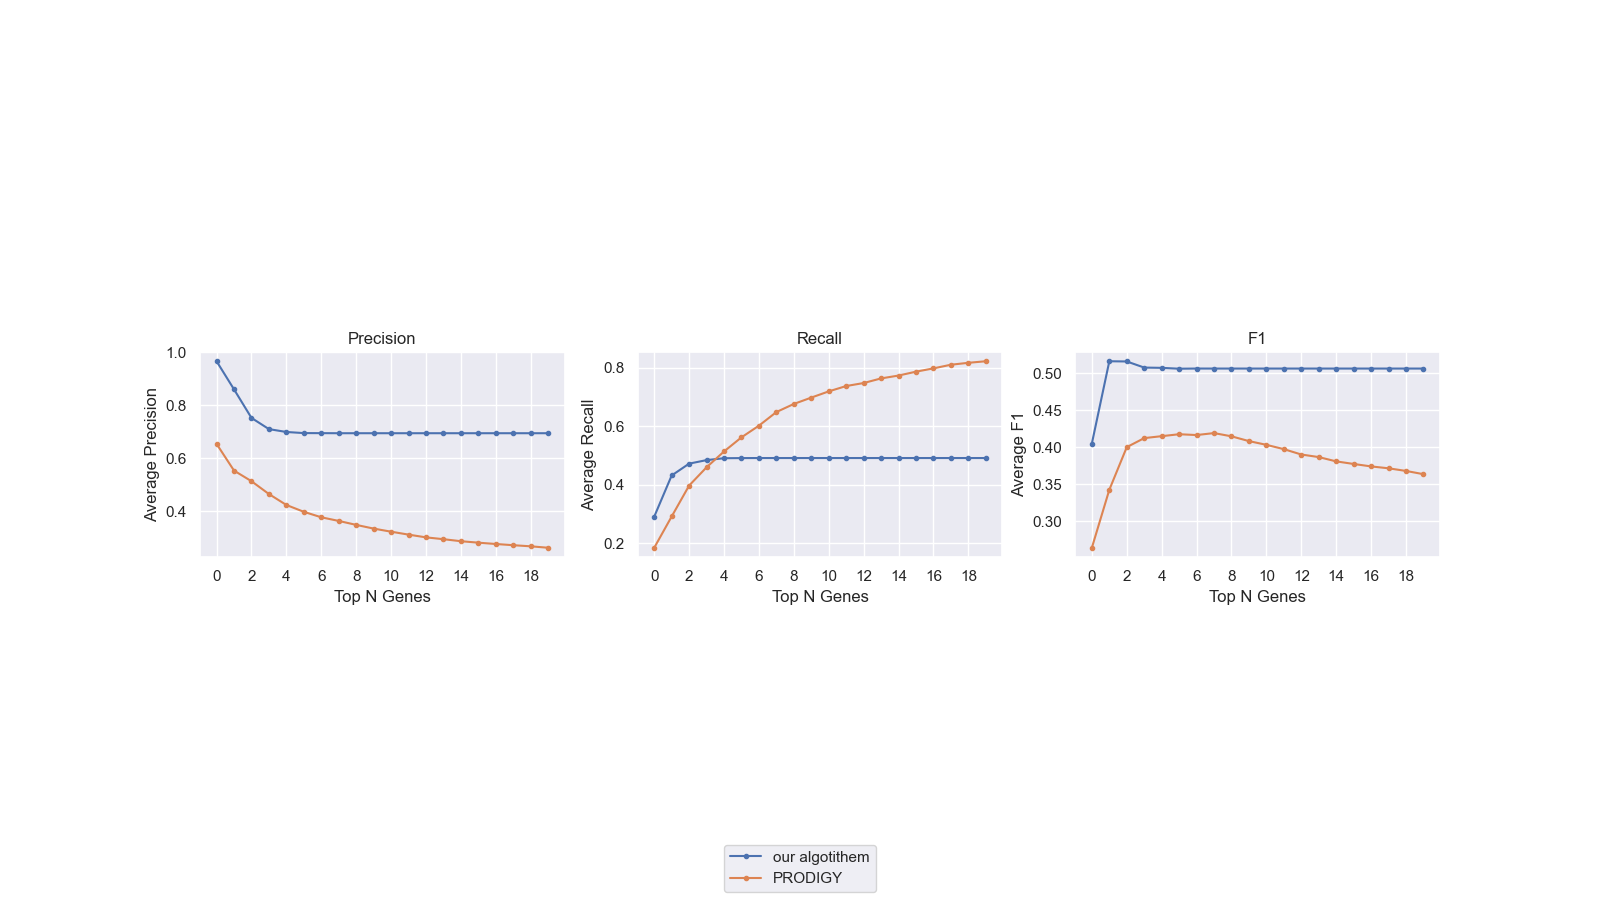 Precision
Average Precision
1.0
0.8
0.6
0.4
0 2 4 6 8 10 12 14 16 18
Top N Genes
Recall
Average Recall
0.8
0.6
0.4
0.2
0 2 4 6 8 10 12 14 16 18
Top N Genes
F1
Average F1
0.50
0.45
0.40
0.35
0.30
0 2 4 6 8 10 12 14 16 18
Top N Genes
our algotithem
PRODIGY